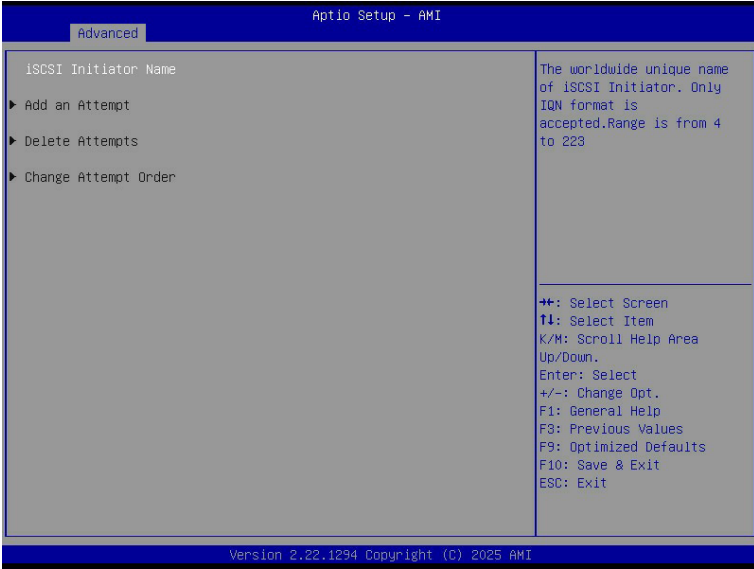 Aptio Setup – AMI
Advanced
iSCSI Initiator Name
▶ Add an Attempt
▶ Delete Attempts
▶ Change Attempt Order
The worldwide unique name
of iSCSI Initiator. Only
IQN format is
accepted.Range is from 4
to 223
→←: Select Screen
↑↓: Select Item
K/M: Scroll Help Area
Up/Down.
Enter: Select
+/-: Change Opt.
F1: General Help
F3: Previous Values
F9: Optimized Defaults
F10: Save & Exit
ESC: Exit
Version 2.22.1294 Copyright (C) 2025 AMI